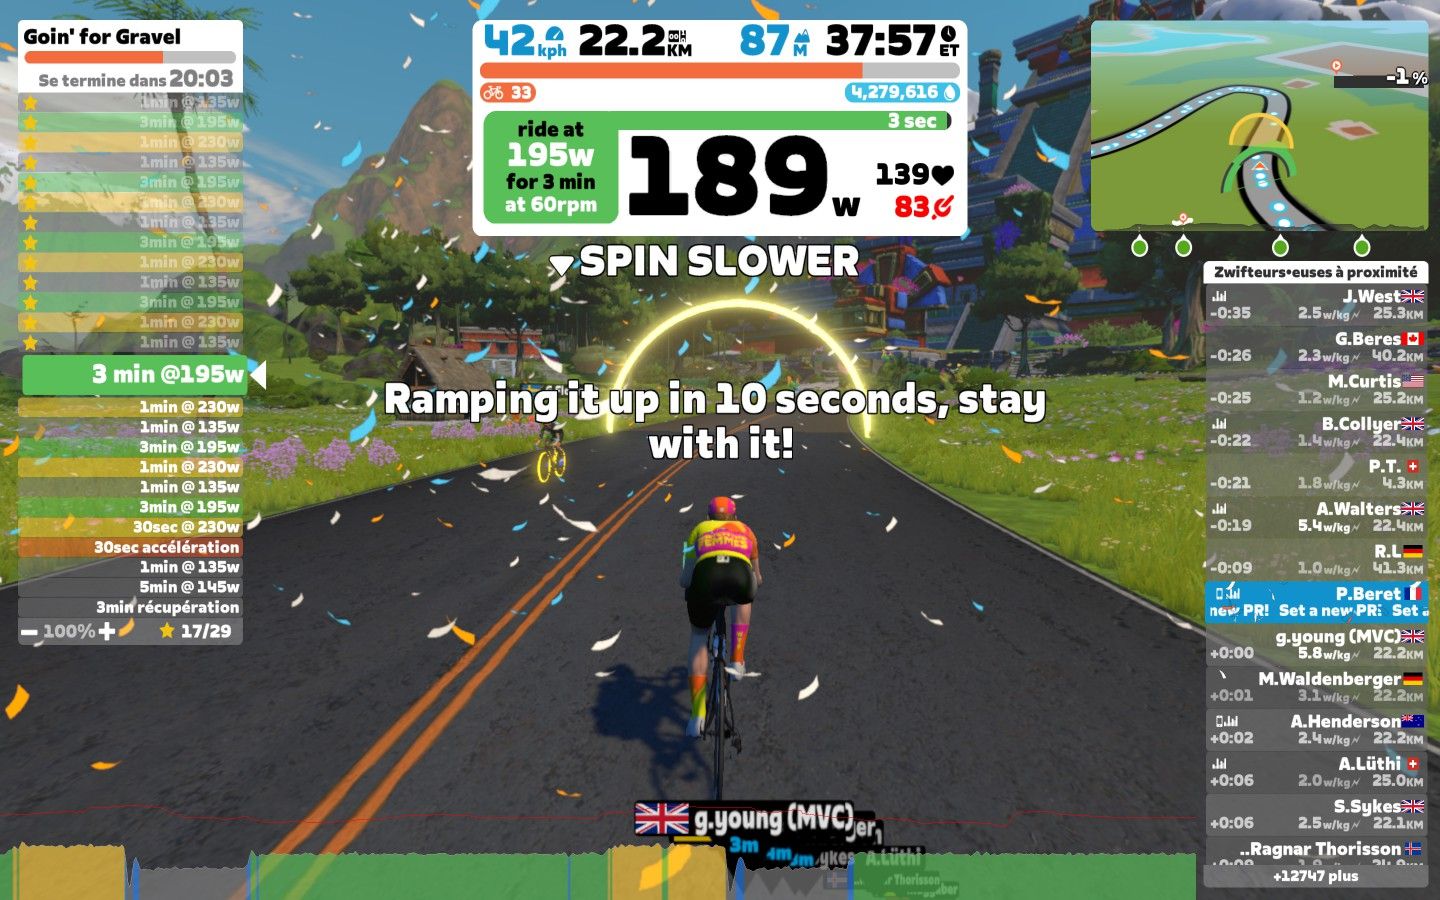 Goin' for Gravel
Se termine dans 20:03
1min @ 135w
3min @ 195w
1min @ 230w
1min @ 135w
3min @ 195w
1min @ 230w
1min @ 135w
3min @ 195w
1min @ 230w
1min @ 135w
3min @ 195w
1min @ 230w
1min @ 135w
3 min @195w
1min @ 230w
1min @ 135w
3min @ 195w
1min @ 230w
1min @ 135w
3min @ 195w
30sec @ 230w
30sec accélération
1min @ 135w
5min @ 145w
3min récupération
100% 17/29
42 kph 22.2 KM 87 M 37:57 ET
33 4,279,616
3 sec
ride at
195w
for 3 min
at 60rpm
189 w
139
83
SPIN SLOWER
Ramping it up in 10 seconds, stay
with it!
FEMMES
g.young (MVC)
3m
A.Lüthi
Thorisson
-1%
Zwifteurs•euses à proximité
J.West
-0:35 2.5w/kg 25.3KM
G.Beres
-0:26 2.3w/kg 40.2KM
M.Curtis
-0:25 1.2w/kg 25.2KM
B.Collyer
-0:22 1.4w/kg 22.4KM
P.T.
-0:21 1.8w/kg 4.3KM
A.Walters
-0:19 5.4w/kg 22.4KM
R.L
-0:09 1.0w/kg 41.3KM
P.Beret
new PR! Set a new PR! Set a
g.young (MVC)
+0:00 5.8w/kg 22.2KM
M.Waldenberger
+0:01 3.1w/kg 22.2KM
A.Henderson
+0:02 2.4w/kg 22.2KM
A.Lüthi
+0:06 2.0w/kg 25.0KM
S.Sykes
+0:06 2.5w/kg 22.1KM
..Ragnar Thorisson
+12747 plus